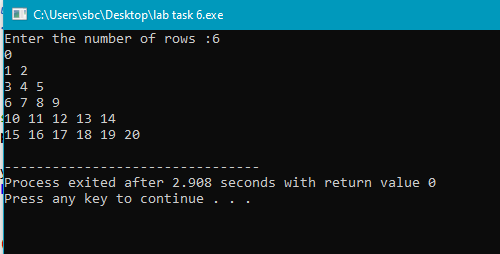 C:\Users\sbc\Desktop\lab task 6.exe
Enter the number of rows :6
0
1 2
3 4 5
6 7 8 9
10 11 12 13 14
15 16 17 18 19 20
--------------------------------
Process exited after 2.908 seconds with return value 0
Press any key to continue . . .